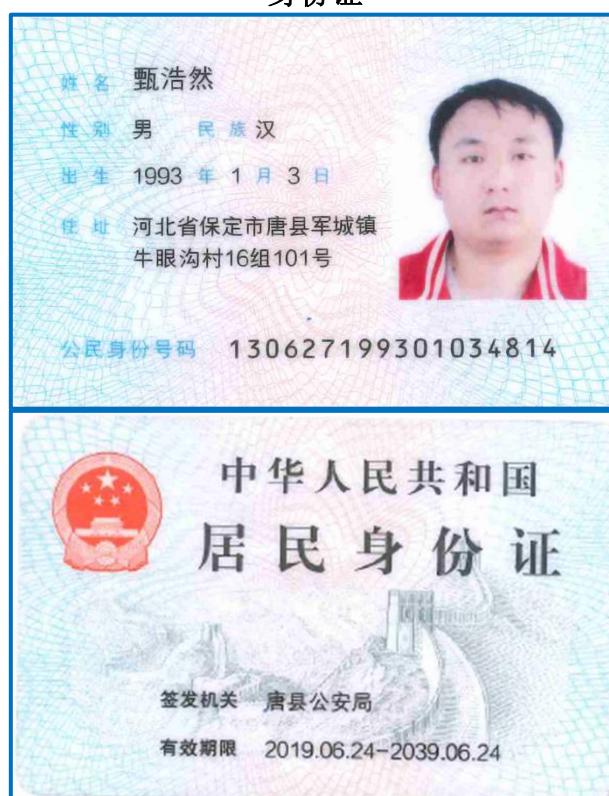 身份证
姓名 甄浩然
性别 男 民族 汉
出生 1993 年 1 月 3 日
住址 河北省保定市唐县军城镇
牛眼沟村16组101号
公民身份号码 130627199301034814
中华人民共和国
居民身份证
签发机关 唐县公安局
有效期限 2019.06.24-2039.06.24